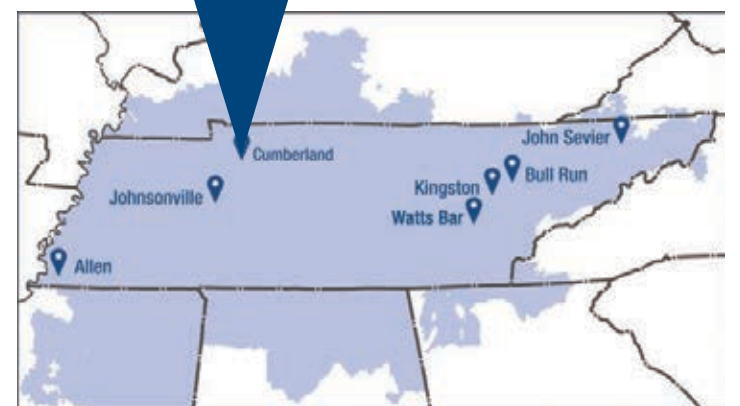 John Sevier
Cumberland
Bull Run
Kingston
Johnsonville
Watts Bar
Allen